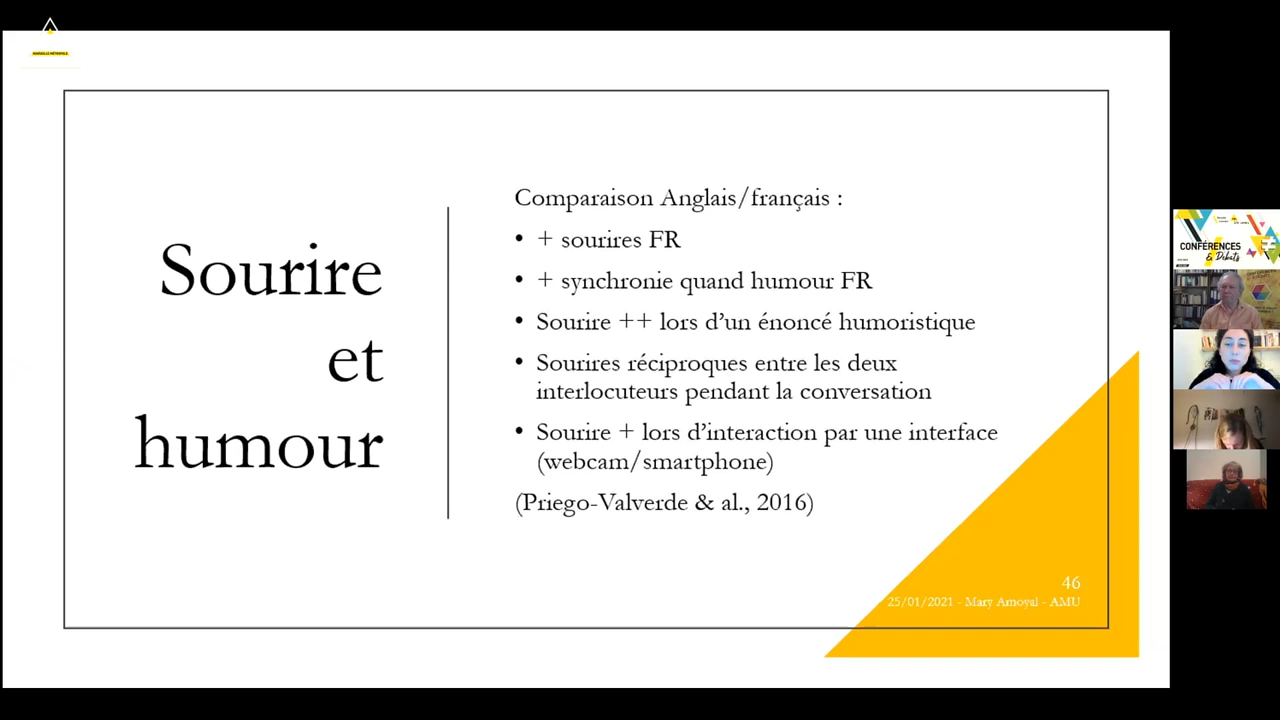 MARSEILLE MÉTROPOLE
Sourire
et
humour
Comparaison Anglais/français :
• + sourires FR
• + synchronie quand humour FR
• Sourire ++ lors d’un énoncé humoristique
• Sourires réciproques entre les deux
interlocuteurs pendant la conversation
• Sourire + lors d’interaction par une interface
(webcam/smartphone)
(Priego-Valverde & al., 2016)
46
25/01/2021 - Mary Amoyal - AMU
CONFÉRENCES
& Débats